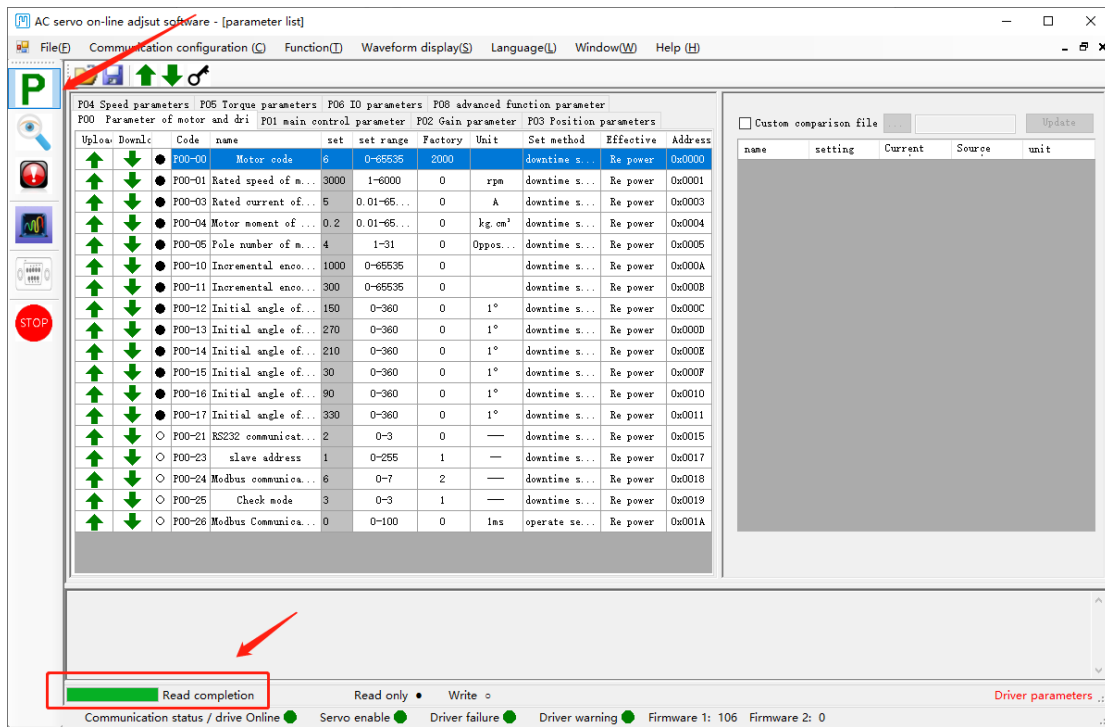 AC servo on-line adjsut software - [parameter list]
File(F) Communication configuration (C) Function(T) Waveform display(S) Language(L) Window(W) Help (H)
P
P04 Speed parameters P05 Torque parameters P06 IO parameters P08 advanced function parameter
P00 Parameter of motor and dri P01 main control parameter P02 Gain parameter P03 Position parameters
Custom comparison file ... Update
Uploa Downlc Code name set set range Factory Unit Set method Effective Address
name setting Current Source unit
P00-00 Motor code 6 0-65535 2000 downtime s... Re power 0x0000
P00-01 Rated speed of m... 3000 1-6000 0 rpm downtime s... Re power 0x0001
P00-03 Rated current of... 5 0.01-65... 0 A downtime s... Re power 0x0003
P00-04 Motor moment of ... 0.2 0.01-65... 0 kg.cm² downtime s... Re power 0x0004
P00-05 Pole number of m... 4 1-31 0 Oppos... downtime s... Re power 0x0005
P00-10 Incremental enco... 1000 0-65535 0 downtime s... Re power 0x000A
P00-11 Incremental enco... 300 0-65535 0 downtime s... Re power 0x000B
P00-12 Initial angle of... 150 0-360 0 1° downtime s... Re power 0x000C
P00-13 Initial angle of... 270 0-360 0 1° downtime s... Re power 0x000D
P00-14 Initial angle of... 210 0-360 0 1° downtime s... Re power 0x000E
P00-15 Initial angle of... 30 0-360 0 1° downtime s... Re power 0x000F
P00-16 Initial angle of... 90 0-360 0 1° downtime s... Re power 0x0010
P00-17 Initial angle of... 330 0-360 0 1° downtime s... Re power 0x0011
P00-21 RS232 communicat... 2 0-3 0 — downtime s... Re power 0x0015
P00-23 slave address 1 0-255 1 — downtime s... Re power 0x0017
P00-24 Modbus communica... 6 0-7 2 — downtime s... Re power 0x0018
P00-25 Check mode 3 0-3 1 — downtime s... Re power 0x0019
P00-26 Modbus Communica... 0 0-100 0 1ms operate se... Re power 0x001A
STOP
Read completion Read only ● Write ○ Driver parameters
Communication status / drive Online Servo enable Driver failure Driver warning Firmware 1: 106 Firmware 2: 0